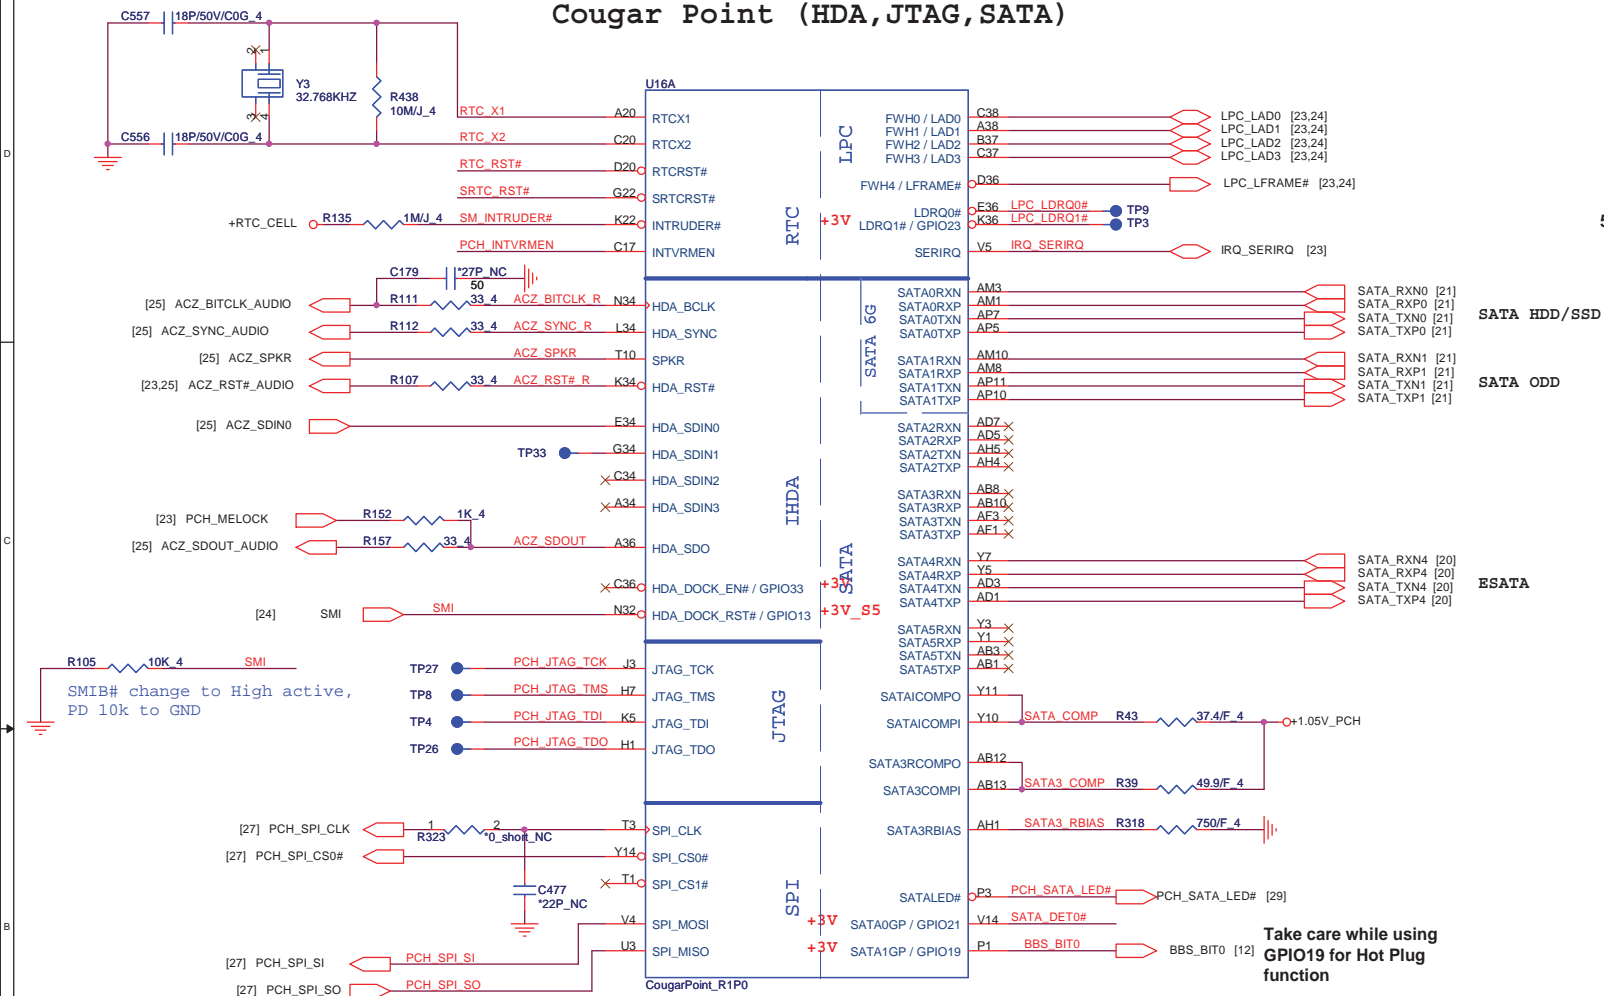 Cougar Point (HDA,JTAG,SATA)
C557 18P/50V/C0G_4
2 1
Y3
32.768KHZ
R438
10M/J_4
3 4
C556 18P/50V/C0G_4
U16A
RTC_X1 A20 RTCX1
RTC_X2 C20 RTCX2
RTC_RST# D20 RTCRST#
SRTC_RST# G22 SRTCRST#
+RTC_CELL R135 1M/J_4 SM_INTRUDER# K22 INTRUDER#
PCH_INTVRMEN C17 INTVRMEN
RTC
LPC
+3V
FWH0 / LAD0 C38 LPC_LAD0 [23,24]
FWH1 / LAD1 A38 LPC_LAD1 [23,24]
FWH2 / LAD2 B37 LPC_LAD2 [23,24]
FWH3 / LAD3 C37 LPC_LAD3 [23,24]
FWH4 / LFRAME# D36 LPC_LFRAME# [23,24]
LDRQ0# E36 LPC_LDRQ0# TP9
LDRQ1# / GPIO23 K36 LPC_LDRQ1# TP3
SERIRQ V5 IRQ_SERIRQ IRQ_SERIRQ [23]
5
D
C179 *27P_NC
50
[25] ACZ_BITCLK_AUDIO R111 33_4 ACZ_BITCLK_R N34 HDA_BCLK
[25] ACZ_SYNC_AUDIO R112 33_4 ACZ_SYNC_R L34 HDA_SYNC
[25] ACZ_SPKR ACZ_SPKR T10 SPKR
[23,25] ACZ_RST#_AUDIO R107 33_4 ACZ_RST#_R K34 HDA_RST#
[25] ACZ_SDIN0 E34 HDA_SDIN0
TP33 G34 HDA_SDIN1
C34 HDA_SDIN2
A34 HDA_SDIN3
[23] PCH_MELOCK R152 1K_4
[25] ACZ_SDOUT_AUDIO R157 33_4 ACZ_SDOUT A36 HDA_SDO
C36 HDA_DOCK_EN# / GPIO33 +3V
[24] SMI SMI N32 HDA_DOCK_RST# / GPIO13 +3V_S5
IHDA
SATA 6G
SATA
SATA0RXN AM3 SATA_RXN0 [21]
SATA0RXP AM1 SATA_RXP0 [21]
SATA0TXN AP7 SATA_TXN0 [21]
SATA0TXP AP5 SATA_TXP0 [21]
SATA HDD/SSD
SATA1RXN AM10 SATA_RXN1 [21]
SATA1RXP AM8 SATA_RXP1 [21]
SATA1TXN AP11 SATA_TXN1 [21]
SATA1TXP AP10 SATA_TXP1 [21]
SATA ODD
SATA2RXN AD7
SATA2RXP AD5
SATA2TXN AH5
SATA2TXP AH4
SATA3RXN AB8
SATA3RXP AB10
SATA3TXN AF3
SATA3TXP AF1
SATA4RXN Y7 SATA_RXN4 [20]
SATA4RXP Y5 SATA_RXP4 [20]
SATA4TXN AD3 SATA_TXN4 [20]
SATA4TXP AD1 SATA_TXP4 [20]
ESATA
SATA5RXN Y3
SATA5RXP Y1
SATA5TXN AB3
SATA5TXP AB1
C
R105 10K_4 SMI
SMIB# change to High active,
PD 10k to GND
TP27 PCH_JTAG_TCK J3 JTAG_TCK
TP8 PCH_JTAG_TMS H7 JTAG_TMS
TP4 PCH_JTAG_TDI K5 JTAG_TDI
TP26 PCH_JTAG_TDO H1 JTAG_TDO
JTAG
SATAICOMPO Y11
SATAICOMPI Y10 SATA_COMP R43 37.4/F_4 +1.05V_PCH
SATA3RCOMPO AB12
SATA3COMPI AB13 SATA3_COMP R39 49.9/F_4
SATA3RBIAS AH1 SATA3_RBIAS R318 750/F_4
[27] PCH_SPI_CLK 1 2 T3 SPI_CLK
R323 *0_short_NC
[27] PCH_SPI_CS0# Y14 SPI_CS0#
T1 SPI_CS1#
C477
*22P_NC
V4 SPI_MOSI
U3 SPI_MISO
[27] PCH_SPI_SI PCH_SPI_SI
[27] PCH_SPI_SO PCH_SPI_SO
SPI
SATALED# P3 PCH_SATA_LED# PCH_SATA_LED# [29]
+3V SATA0GP / GPIO21 V14 SATA_DET0#
+3V SATA1GP / GPIO19 P1 BBS_BIT0 BBS_BIT0 [12]
Take care while using
GPIO19 for Hot Plug
function
B
CougarPoint_R1P0